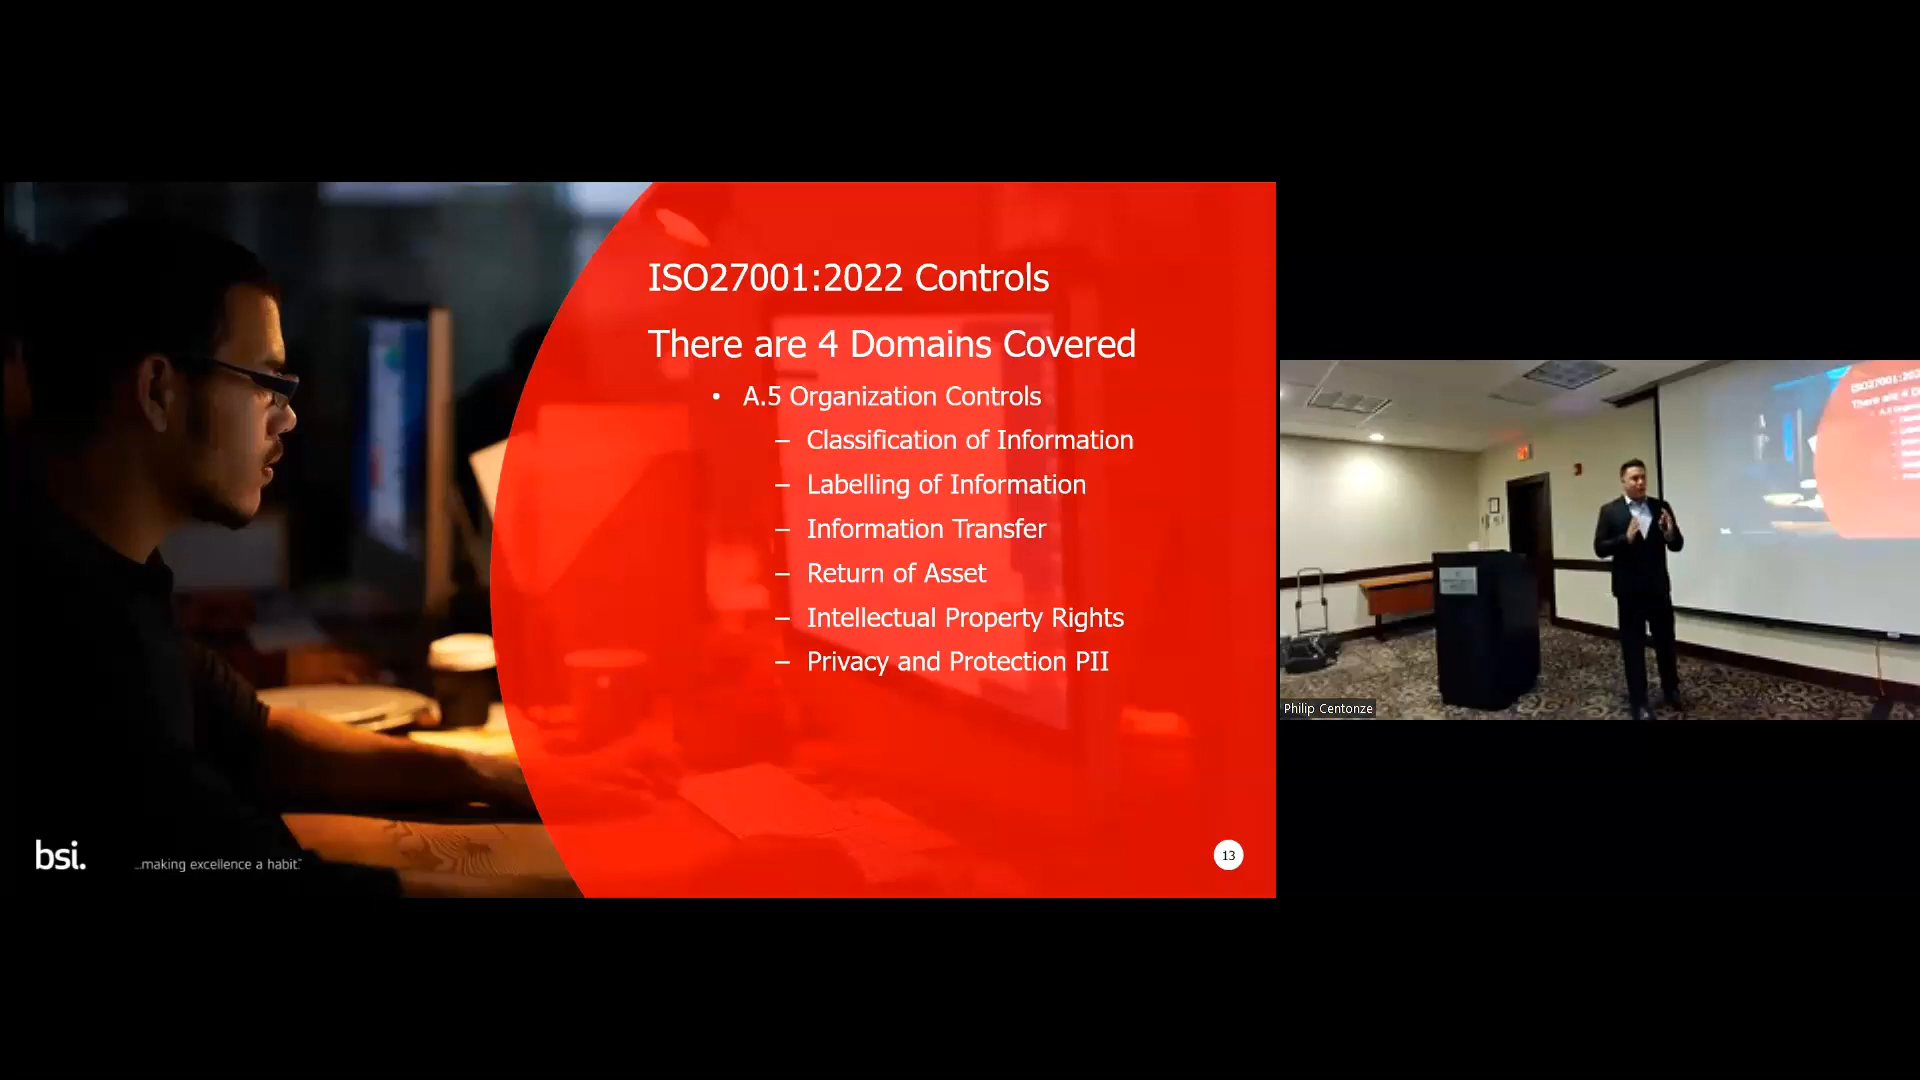 ISO27001:2022 Controls
There are 4 Domains Covered
• A.5 Organization Controls
– Classification of Information
– Labelling of Information
– Information Transfer
– Return of Asset
– Intellectual Property Rights
– Privacy and Protection PII
bsi.
...making excellence a habit.™
13
Philip Centonze